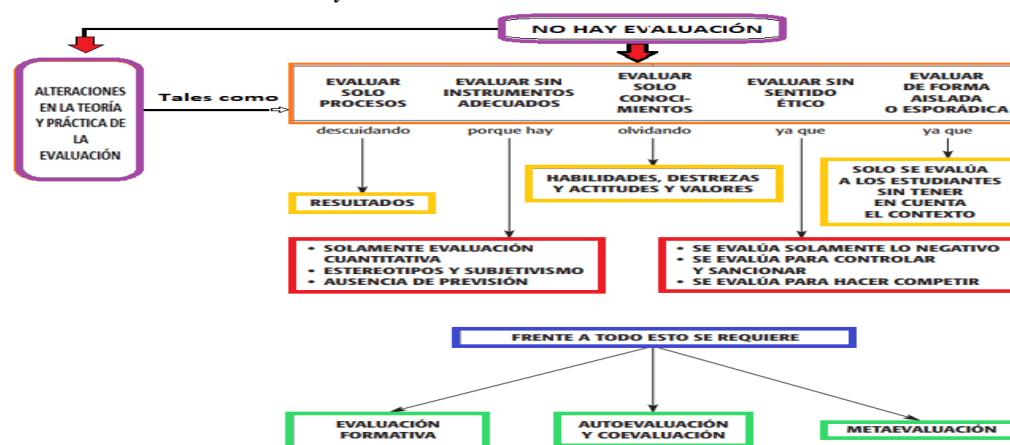 NO HAY EVALUACIÓN
ALTERACIONES
EN LA TEORÍA
Y PRÁCTICA DE
LA
EVALUACIÓN
Tales como
EVALUAR
SOLO
PROCESOS
EVALUAR SIN
INSTRUMENTOS
ADECUADOS
EVALUAR
SOLO
CONOCI-
MIENTOS
EVALUAR SIN
SENTIDO
ÉTICO
EVALUAR
DE FORMA
AISLADA
O ESPORÁDICA
descuidando
porque hay
olvidando
ya que
ya que
RESULTADOS
HABILIDADES, DESTREZAS
Y ACTITUDES Y VALORES
SOLO SE EVALÚA
A LOS ESTUDIANTES
SIN TENER
EN CUENTA
EL CONTEXTO
• SOLAMENTE EVALUACIÓN
CUANTITATIVA
• ESTEREOTIPOS Y SUBJETIVISMO
• AUSENCIA DE PREVISIÓN
• SE EVALÚA SOLAMENTE LO NEGATIVO
• SE EVALÚA PARA CONTROLAR
Y SANCIONAR
• SE EVALÚA PARA HACER COMPETIR
FRENTE A TODO ESTO SE REQUIERE
EVALUACIÓN
FORMATIVA
AUTOEVALUACIÓN
Y COEVALUACIÓN
METAEVALUACIÓN